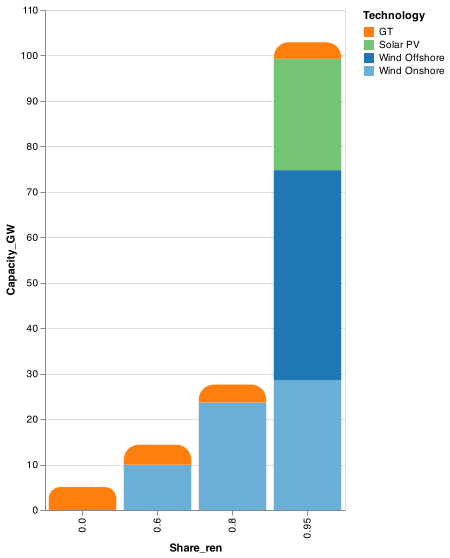 110
100
90
80
70
60
50
40
30
20
10
0
Capacity_GW
0.0
0.6
0.8
0.95
Share_ren
Technology
GT
Solar PV
Wind Offshore
Wind Onshore